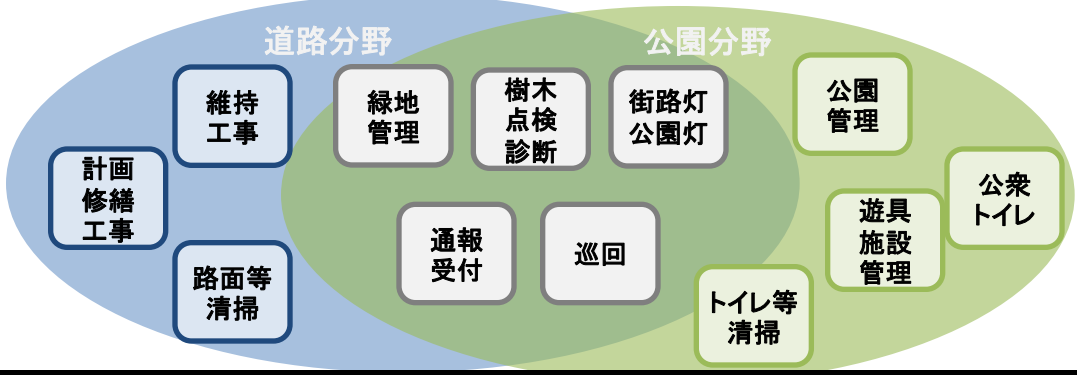 道路分野
公園分野
維持
工事
計画
修繕
工事
路面等
清掃
緑地
管理
樹木
点検
診断
街路灯
公園灯
通報
受付
巡回
公園
管理
遊具
施設
管理
公衆
トイレ
トイレ等
清掃